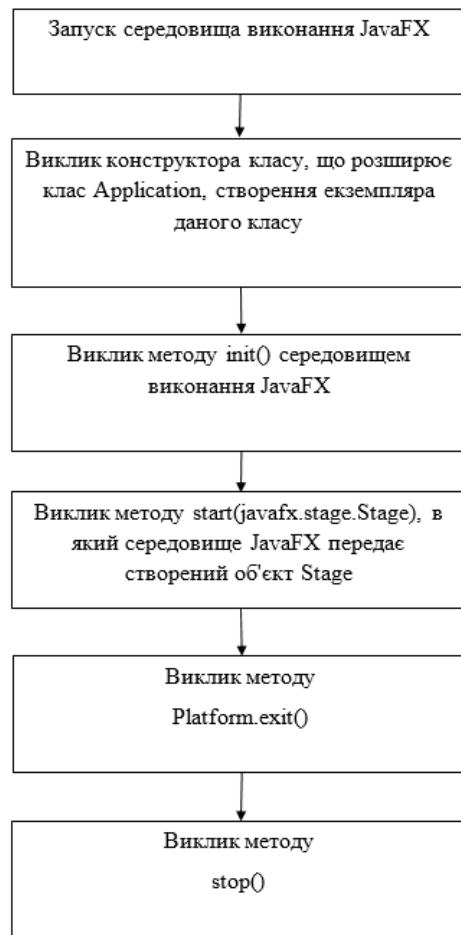 Запуск середовища виконання JavaFX
Виклик конструктора класу, що розширює
клас Application, створення екземпляра
даного класу
Виклик методу init() середовищем
виконання JavaFX
Виклик методу start(javafx.stage.Stage), в
який середовище JavaFX передає
створений об'єкт Stage
Виклик методу
Platform.exit()
Виклик методу
stop()